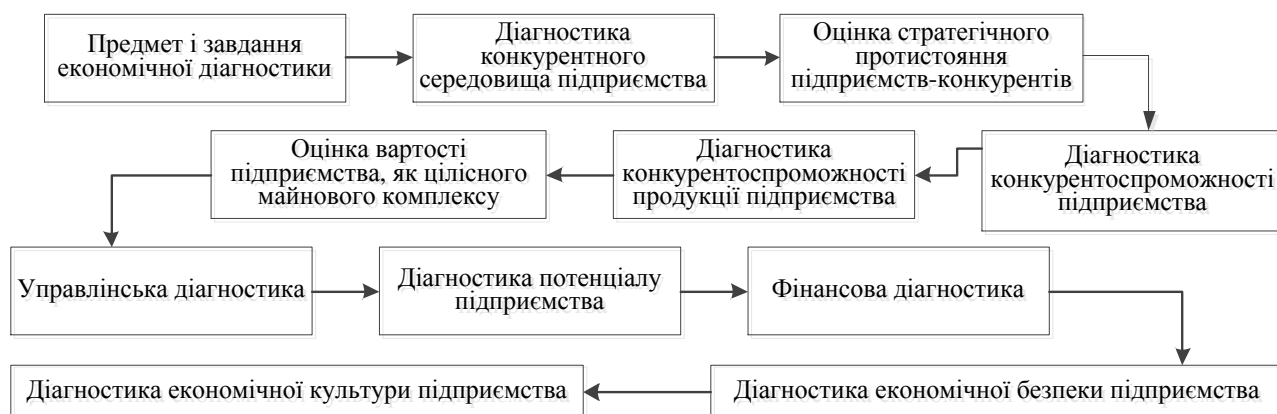 Предмет і завдання
економічної діагностики
Діагностика
конкурентного
середовища підприємства
Оцінка стратегічного
протистояння
підприємств-конкурентів
Діагностика
конкурентоспроможності
підприємства
Діагностика
конкурентоспроможності
продукції підприємства
Оцінка вартості
підприємства, як цілісного
майнового комплексу
Управлінська діагностика
Діагностика потенціалу
підприємства
Фінансова діагностика
Діагностика економічної безпеки підприємства
Діагностика економічної культури підприємства